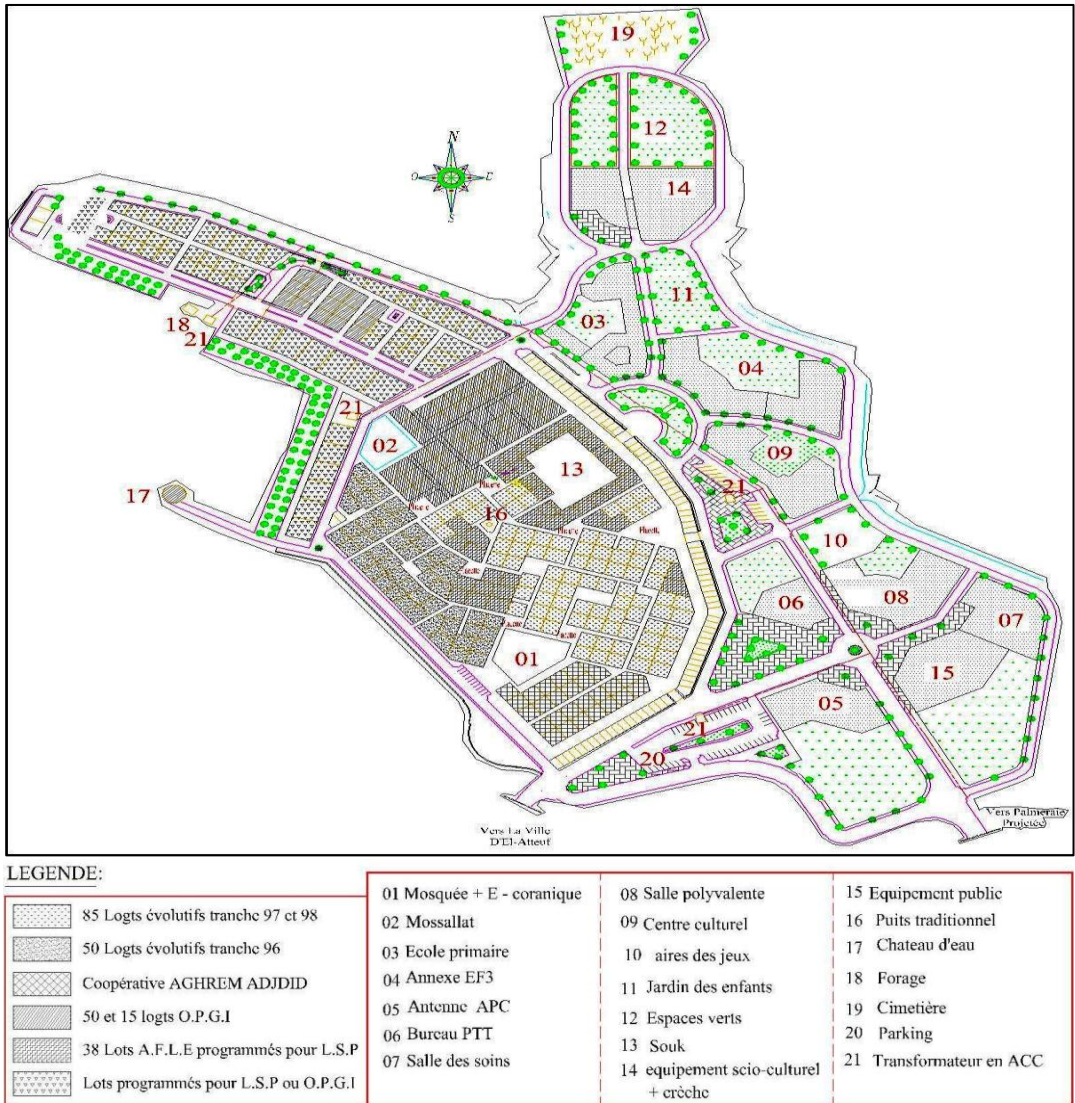 19
12
14
N
O
E
S
11
03
04
18
21
21
02
09
13
21
17
16
10
06
08
07
01
15
05
21
20
Vers La Ville
D'El-Atteuf
Vers Palmeraie
Projetée
LEGENDE:
85 Logts évolutifs tranche 97 et 98
50 Logts évolutifs tranche 96
Coopérative AGHREM ADJDID
50 et 15 logts O.P.G.I
38 Lots A.F.L.E programmés pour L.S.P
Lots programmés pour L.S.P ou O.P.G.I
01 Mosquée + E - coranique
02 Mossallat
03 Ecole primaire
04 Annexe EF3
05 Antenne APC
06 Bureau PTT
07 Salle des soins
08 Salle polyvalente
09 Centre culturel
10 aires des jeux
11 Jardin des enfants
12 Espaces verts
13 Souk
14 equipement scio-culturel
+ crèche
15 Equipement public
16 Puits traditionnel
17 Chateau d'eau
18 Forage
19 Cimetière
20 Parking
21 Transformateur en ACC